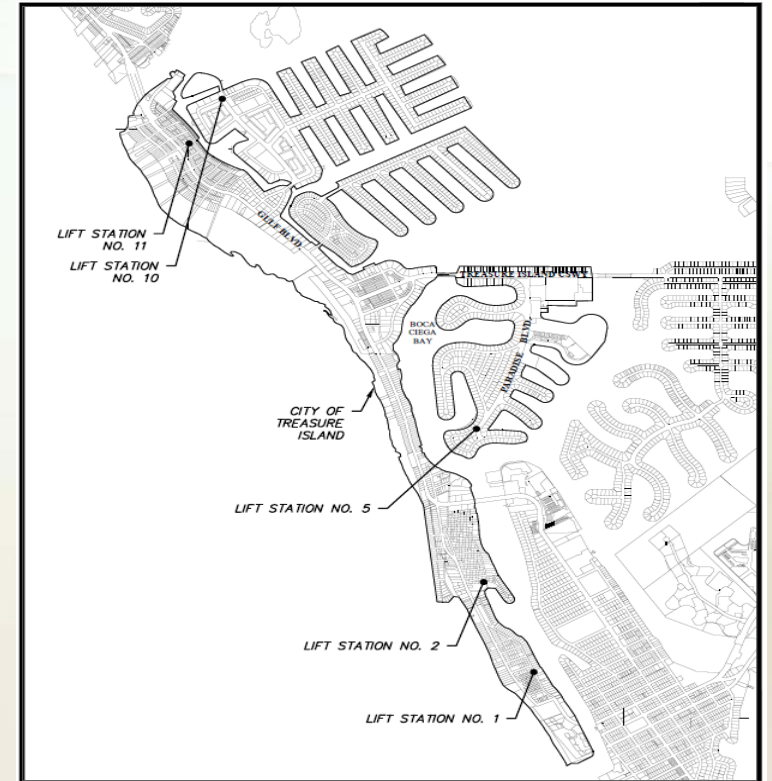 LIFT STATION
NO. 11
LIFT STATION
NO. 10
GULF BLVD.
TREASURE ISLAND CSWY
BOCA
CIEGA
BAY
PARADISE BLVD.
CITY OF
TREASURE
ISLAND
LIFT STATION NO. 5
LIFT STATION NO. 2
LIFT STATION NO. 1